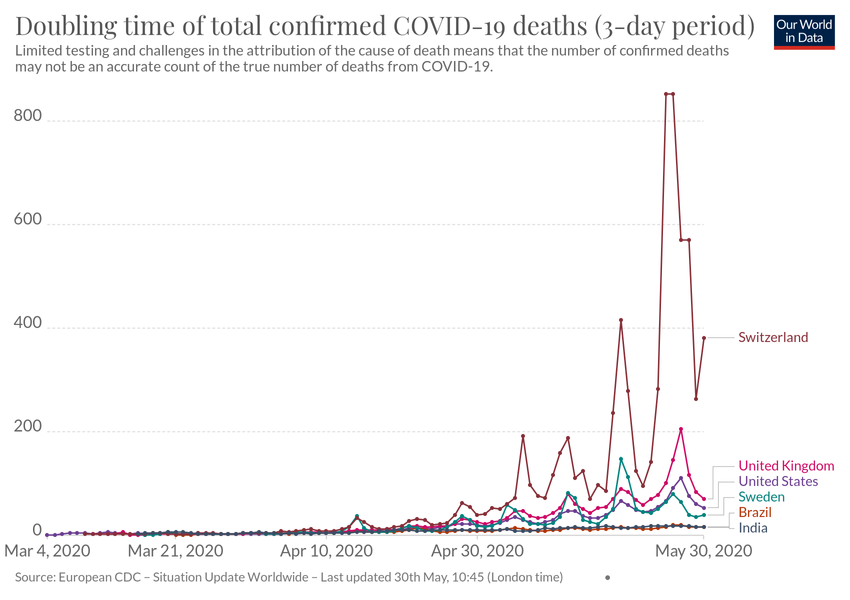 Doubling time of total confirmed COVID-19 deaths (3-day period)
Our World
in Data
Limited testing and challenges in the attribution of the cause of death means that the number of confirmed deaths
may not be an accurate count of the true number of deaths from COVID-19.
800
600
400
200
0
Switzerland
United Kingdom
United States
Sweden
Brazil
India
Mar 4, 2020
Mar 21, 2020
Apr 10, 2020
Apr 30, 2020
May 30, 2020
Source: European CDC – Situation Update Worldwide – Last updated 30th May, 10:45 (London time)